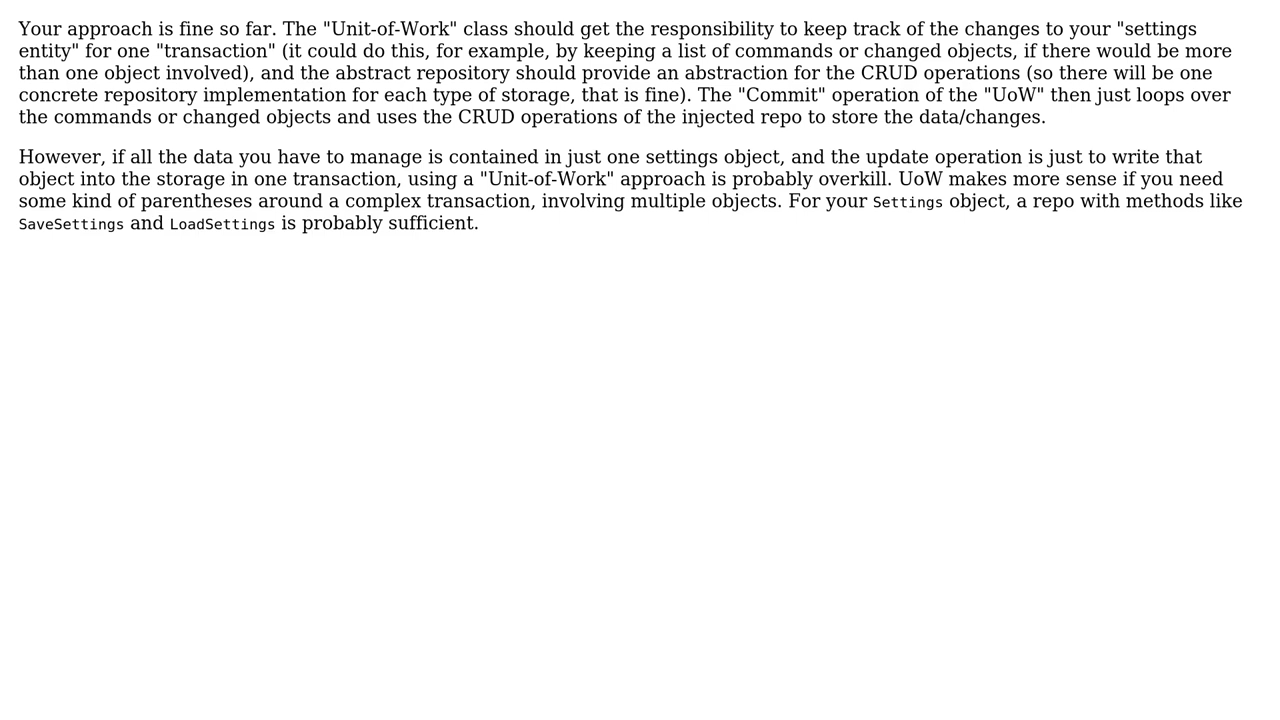 Your approach is fine so far. The "Unit-of-Work" class should get the responsibility to keep track of the changes to your "settings
entity" for one "transaction" (it could do this, for example, by keeping a list of commands or changed objects, if there would be more
than one object involved), and the abstract repository should provide an abstraction for the CRUD operations (so there will be one
concrete repository implementation for each type of storage, that is fine). The "Commit" operation of the "UoW" then just loops over
the commands or changed objects and uses the CRUD operations of the injected repo to store the data/changes.
However, if all the data you have to manage is contained in just one settings object, and the update operation is just to write that
object into the storage in one transaction, using a "Unit-of-Work" approach is probably overkill. UoW makes more sense if you need
some kind of parentheses around a complex transaction, involving multiple objects. For your Settings object, a repo with methods like
SaveSettings and LoadSettings is probably sufficient.